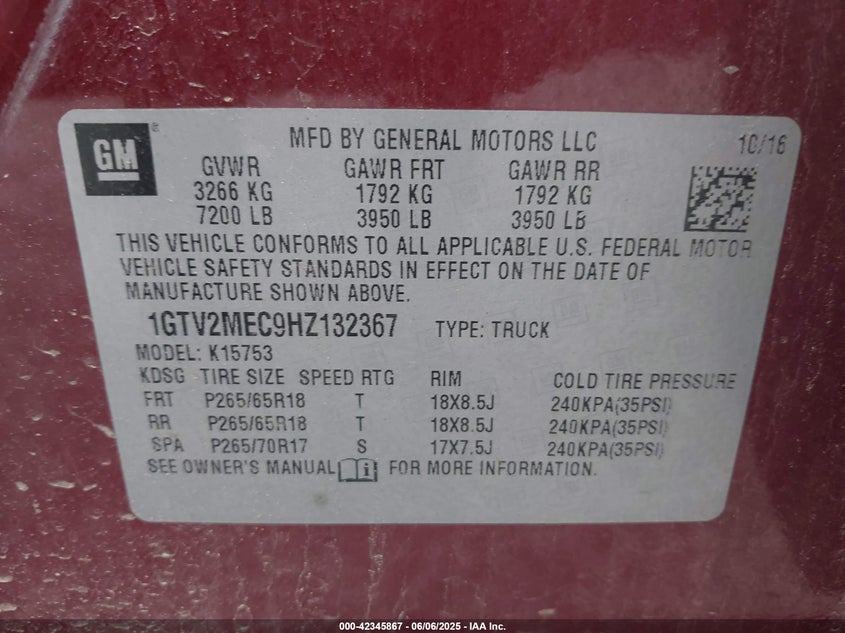 GM ®
MFD BY GENERAL MOTORS LLC 10/16
GVWR GAWR FRT GAWR RR
3266 KG 1792 KG 1792 KG
7200 LB 3950 LB 3950 LB
THIS VEHICLE CONFORMS TO ALL APPLICABLE U.S. FEDERAL MOTOR
VEHICLE SAFETY STANDARDS IN EFFECT ON THE DATE OF
MANUFACTURE SHOWN ABOVE.
1GTV2MEC9HZ132367 TYPE: TRUCK
MODEL: K15753
KDSG TIRE SIZE SPEED RTG RIM COLD TIRE PRESSURE
FRT P265/65R18 T 18X8.5J 240KPA(35PSI)
RR P265/65R18 T 18X8.5J 240KPA(35PSI)
SPA P265/70R17 S 17X7.5J 240KPA(35PSI)
SEE OWNER'S MANUAL i FOR MORE INFORMATION.
000-42345867 | 06/06/2025 - IAA Inc.